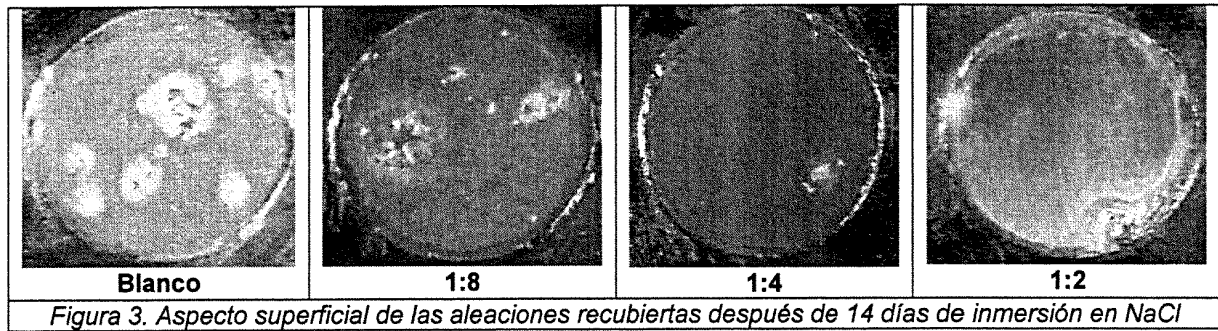 Blanco 1:8 1:4 1:2
Figura 3. Aspecto superficial de las aleaciones recubiertas después de 14 días de inmersión en NaCl